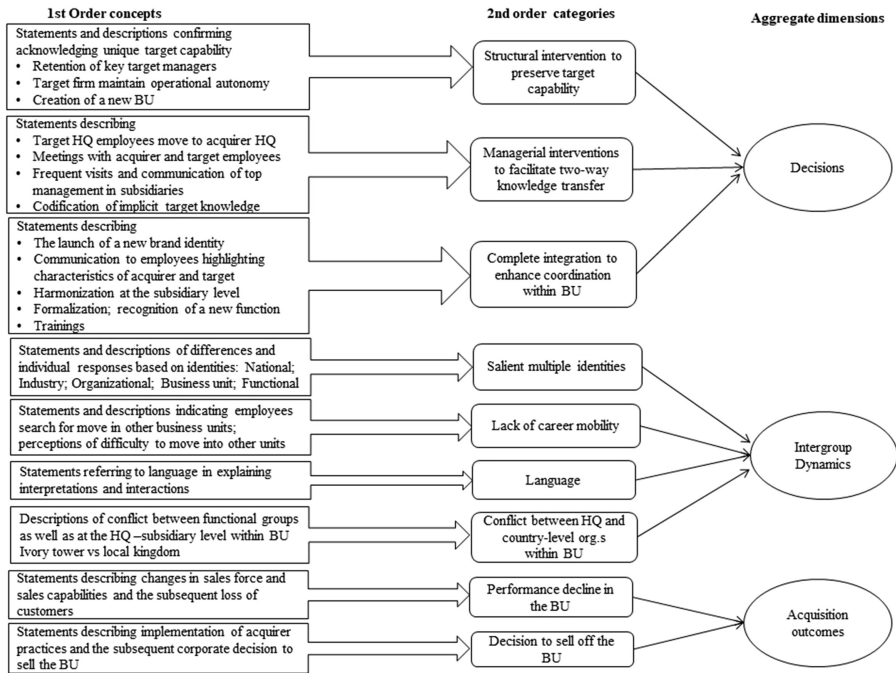 1st Order concepts
2nd order categories
Aggregate dimensions
Statements and descriptions confirming
acknowledging unique target capability
• Retention of key target managers
• Target firm maintain operational autonomy
• Creation of a new BU
Structural intervention to
preserve target
capability
Statements describing
• Target HQ employees move to acquirer HQ
• Meetings with acquirer and target employees
• Frequent visits and communication of top
management in subsidiaries
• Codification of implicit target knowledge
Managerial interventions
to facilitate two-way
knowledge transfer
Decisions
Statements describing
• The launch of a new brand identity
• Communication to employees highlighting
characteristics of acquirer and target
• Harmonization at the subsidiary level
• Formalization; recognition of a new function
• Trainings
Complete integration to
enhance coordination
within BU
Statements and descriptions of differences and
individual responses based on identities: National;
Industry; Organizational; Business unit; Functional
Salient multiple identities
Statements and descriptions indicating employees
search for move in other business units;
perceptions of difficulty to move into other units
Lack of career mobility
Intergroup
Dynamics
Statements referring to language in explaining
interpretations and interactions
Language
Descriptions of conflict between functional groups
as well as at the HQ –subsidiary level within BU
Ivory tower vs local kingdom
Conflict between HQ and
country-level org.s
within BU
Statements describing changes in sales force and
sales capabilities and the subsequent loss of
customers
Performance decline in
the BU
Acquisition
outcomes
Statements describing implementation of acquirer
practices and the subsequent corporate decision to
sell the BU
Decision to sell off the
BU